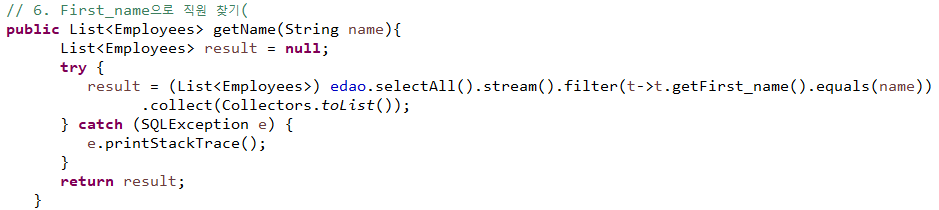 // 6. First_name으로 직원 찾기(
public List<Employees> getName(String name){
List<Employees> result = null;
try {
result = (List<Employees>) edao.selectAll().stream().filter(t->t.getFirst_name().equals(name))
.collect(Collectors.toList());
} catch (SQLException e) {
e.printStackTrace();
}
return result;
}